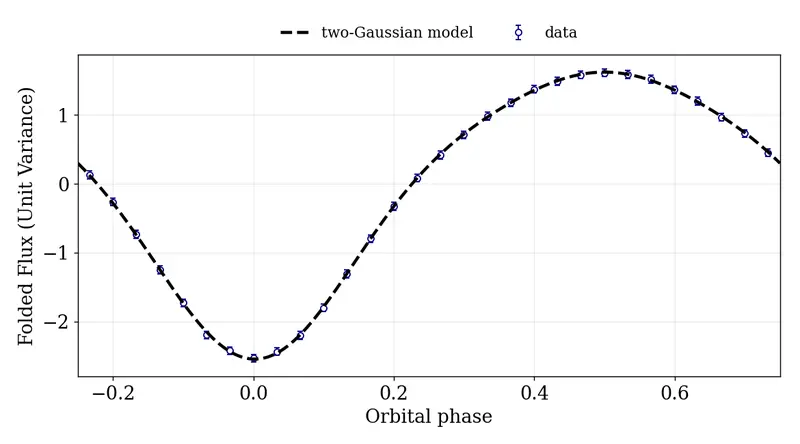 two-Gaussian model
data
Folded Flux (Unit Variance)
1
0
−1
−2
−0.2
0.0
0.2
0.4
0.6
Orbital phase